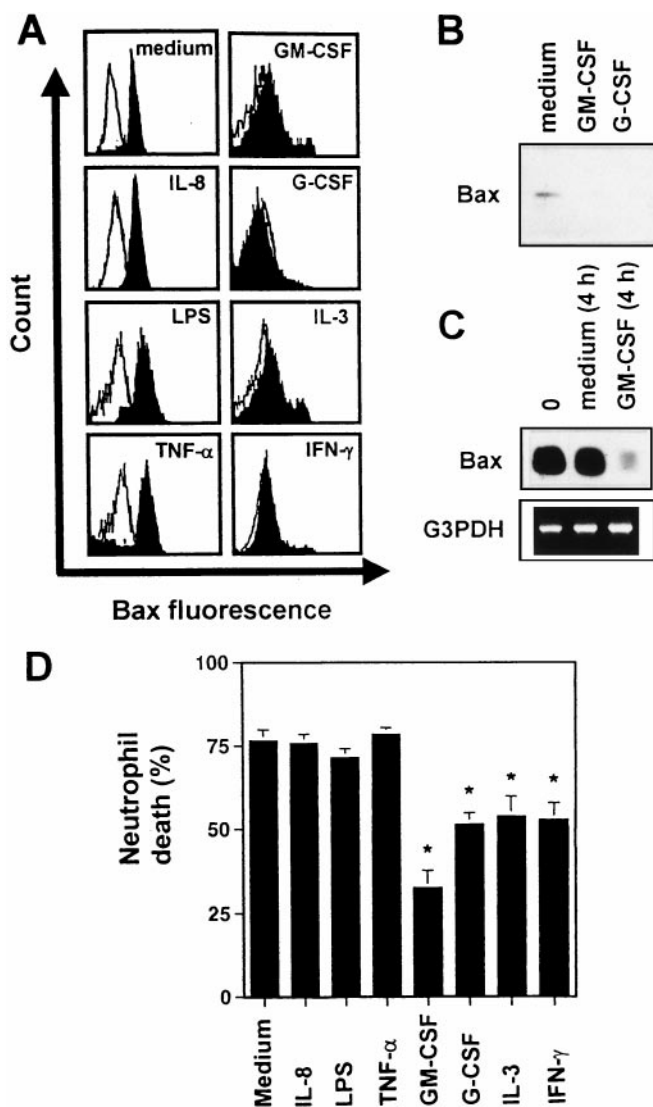 A
medium
GM-CSF
IL-8
G-CSF
LPS
IL-3
TNF-α
IFN-γ
Count
Bax fluorescence
B
medium
GM-CSF
G-CSF
Bax
C
0
medium (4 h)
GM-CSF (4 h)
Bax
G3PDH
D
Neutrophil
death (%)
100
75
50
25
0
*
*
*
*
Medium
IL-8
LPS
TNF-α
GM-CSF
G-CSF
IL-3
IFN-γ